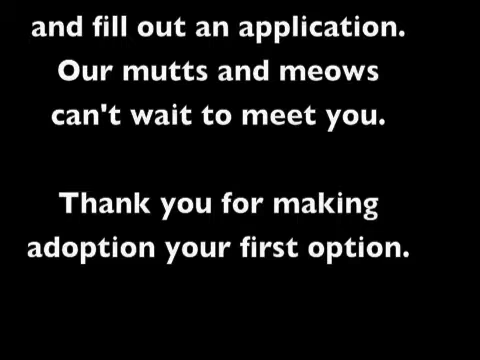 and fill out an application.
Our mutts and meows
can't wait to meet you.
Thank you for making
adoption your first option.